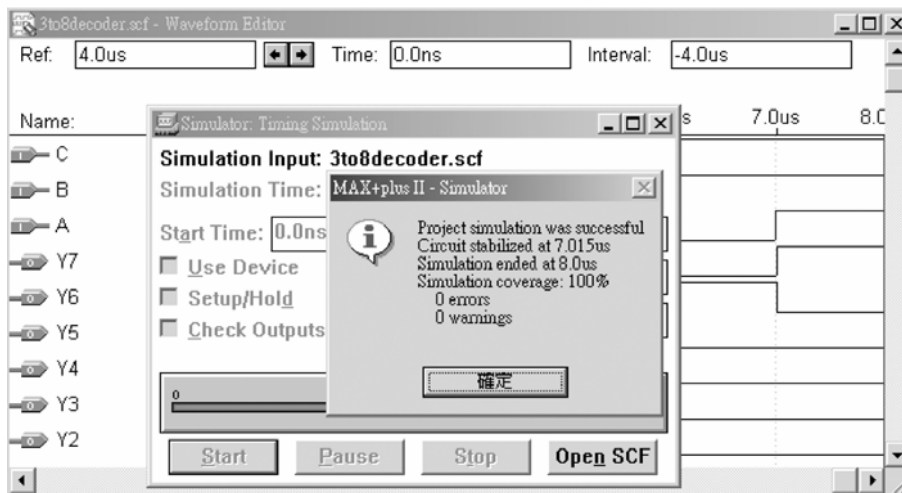 3to8decoder.scf - Waveform Editor
Ref: 4.0us Time: 0.0ns Interval: -4.0us
Name: s 7.0us 8.0
C
B
A
Y7
Y6
Y5
Y4
Y3
Y2
Simulator: Timing Simulation
Simulation Input: 3to8decoder.scf
Simulation Time:
Start Time: 0.0ns
Use Device
Setup/Hold
Check Outputs
0
Start Pause Stop Open SCF
MAX+plus II - Simulator
Project simulation was successful
Circuit stabilized at 7.015us
Simulation ended at 8.0us
Simulation coverage: 100%
0 errors
0 warnings
確定